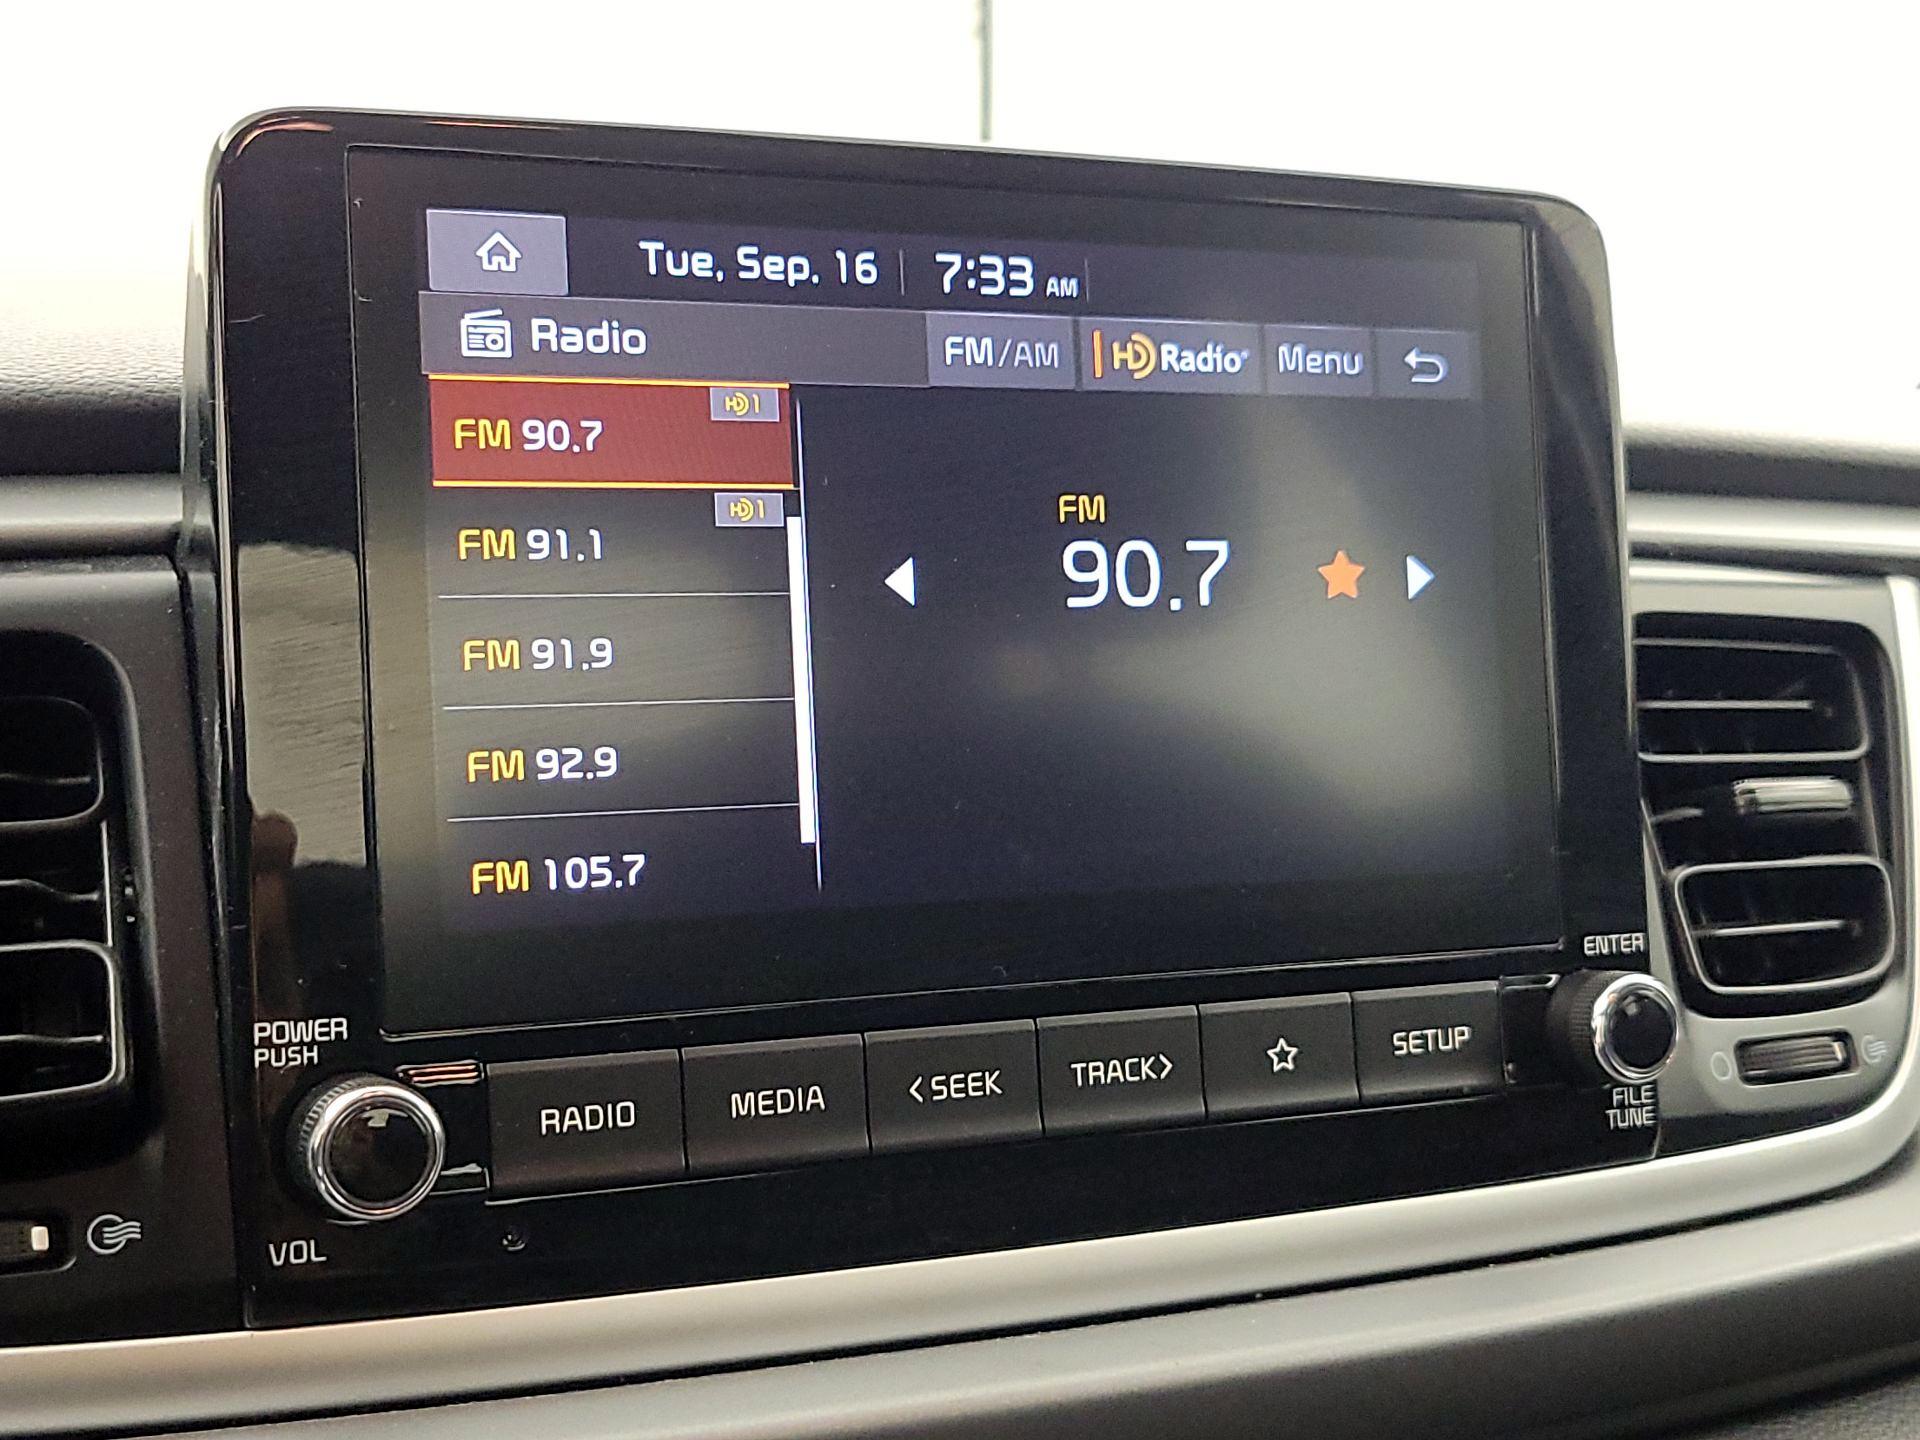 Tue, Sep. 16 7:33 AM
Radio FM/AM HD Radio Menu
HD1
FM 90.7
HD1
FM 91.1
FM 91.9
FM 92.9
FM 105.7
FM
90.7
ENTER
POWER
PUSH
RADIO MEDIA <SEEK TRACK> SETUP
FILE
TUNE
VOL